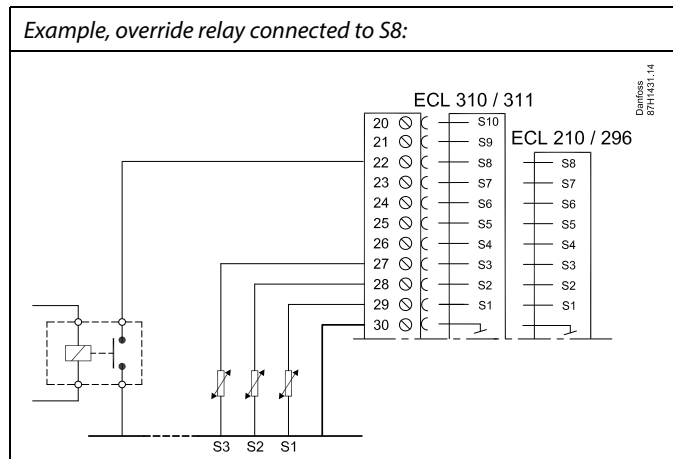 Example, override relay connected to S8:
Danfoss
87H1431.14
ECL 310 / 311
ECL 210 / 296
20 S10
21 S9
22 S8 S8
23 S7 S7
24 S6 S6
25 S5 S5
26 S4 S4
27 S3 S3
28 S2 S2
29 S1 S1
30
S3 S2 S1